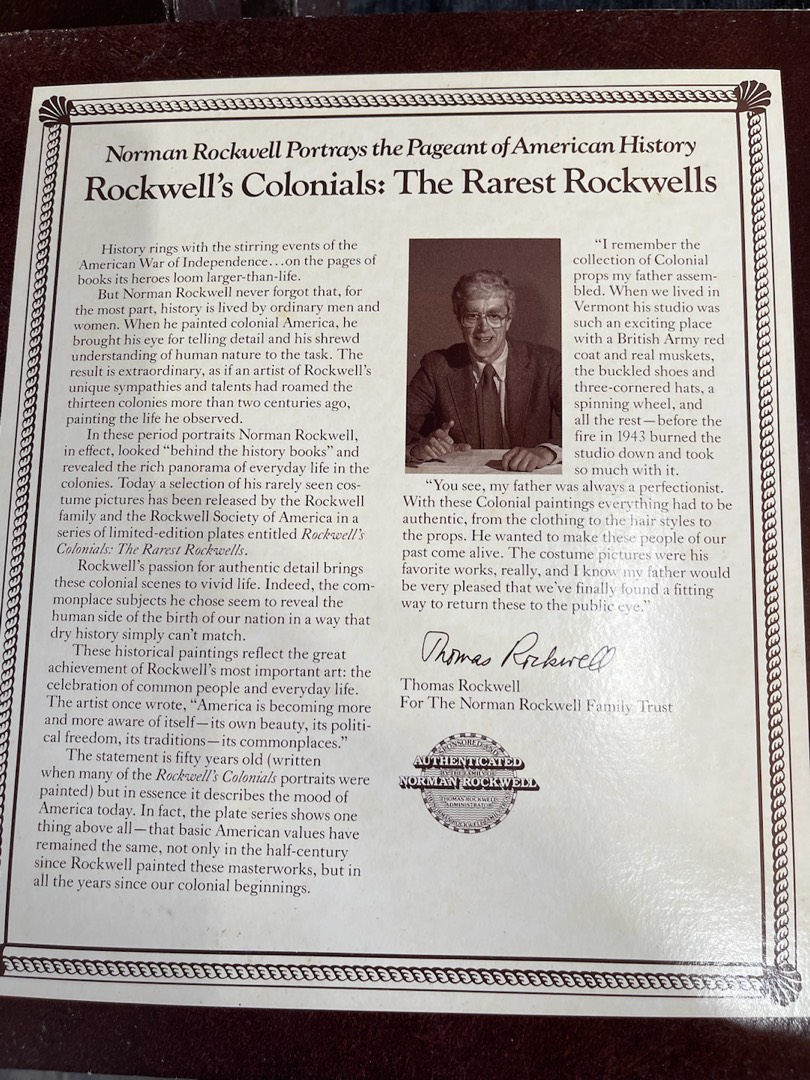 Norman Rockwell Portrays the Pageant of American History
Rockwell's Colonials: The Rarest Rockwells
History rings with the stirring events of the
American War of Independence...on the pages of
books its heroes loom larger-than-life.
But Norman Rockwell never forgot that, for
the most part, history is lived by ordinary men and
women. When he painted colonial America, he
brought his eye for telling detail and his shrewd
understanding of human nature to the task. The
result is extraordinary, as if an artist of Rockwell's
unique sympathies and talents had roamed the
thirteen colonies more than two centuries ago,
painting the life he observed.
In these period portraits Norman Rockwell,
in effect, looked "behind the history books" and
revealed the rich panorama of everyday life in the
colonies. Today a selection of his rarely seen cos-
tume pictures has been released by the Rockwell
family and the Rockwell Society of America in a
series of limited-edition plates entitled Rockwell's
Colonials: The Rarest Rockwells.
Rockwell's passion for authentic detail brings
these colonial scenes to vivid life. Indeed, the com-
monplace subjects he chose seem to reveal the
human side of the birth of our nation in a way that
dry history simply can't match.
These historical paintings reflect the great
achievement of Rockwell's most important art: the
celebration of common people and everyday life.
The artist once wrote, "America is becoming more
and more aware of itself—its own beauty, its politi-
cal freedom, its traditions—its commonplaces."
The statement is fifty years old (written
when many of the Rockwell's Colonials portraits were
painted) but in essence it describes the mood of
America today. In fact, the plate series shows one
thing above all—that basic American values have
remained the same, not only in the half-century
since Rockwell painted these masterworks, but in
all the years since our colonial beginnings.
"I remember the
collection of Colonial
props my father assem-
bled. When we lived in
Vermont his studio was
such an exciting place
with a British Army red
coat and real muskets,
the buckled shoes and
three-cornered hats, a
spinning wheel, and
all the rest—before the
fire in 1943 burned the
studio down and took
so much with it.
"You see, my father was always a perfectionist.
With these Colonial paintings everything had to be
authentic, from the clothing to the hair styles to
the props. He wanted to make these people of our
past come alive. The costume pictures were his
favorite works, really, and I know my father would
be very pleased that we've finally found a fitting
way to return these to the public eye."
Thomas Rockwell
Thomas Rockwell
For The Norman Rockwell Family Trust
AUTHENTICATED
NORMAN ROCKWELL
THOMAS ROCKWELL
ADMINISTRATOR